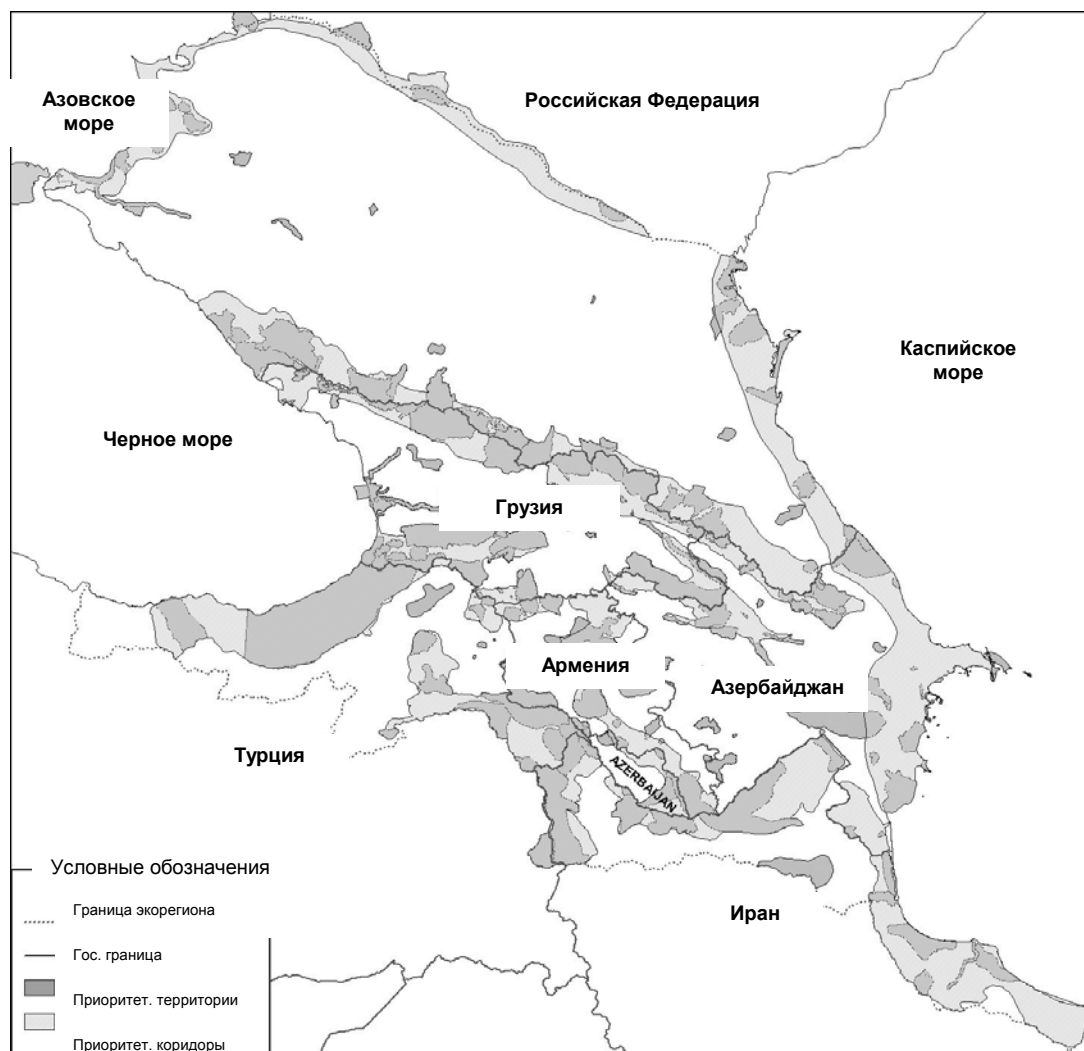 Азовское
море
Российская Федерация
Каспийское
море
Черное море
Грузия
Армения
Азербайджан
Турция
AZERBAIJAN
Иран
Условные обозначения
Граница экорегиона
Гос. граница
Приоритет. территории
Приоритет. коридоры